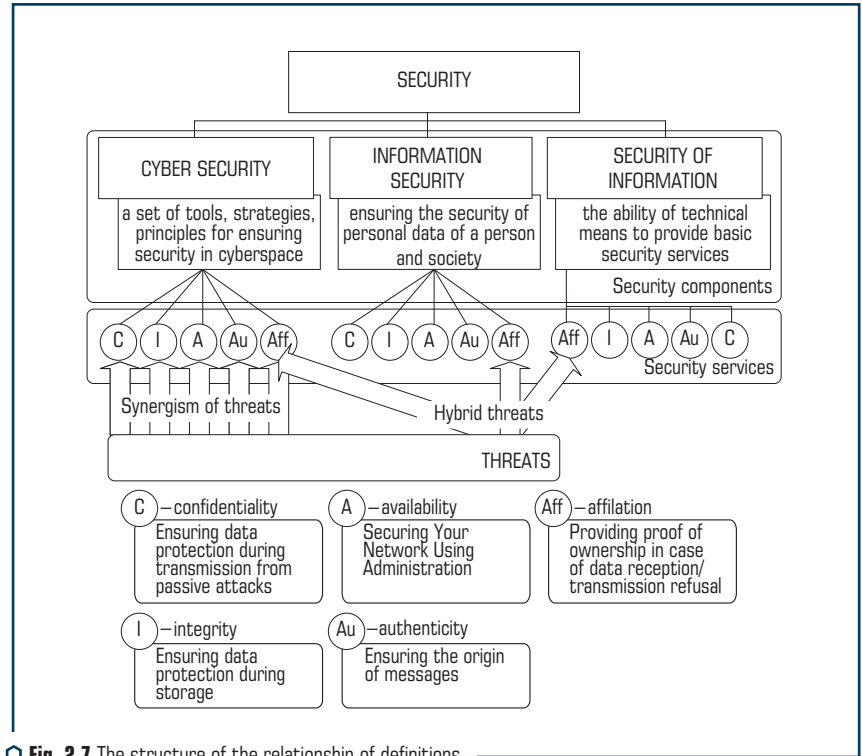 SECURITY
CYBER SECURITY
a set of tools, strategies,
principles for ensuring
security in cyberspace
INFORMATION
SECURITY
ensuring the security of
personal data of a person
and society
SECURITY OF
INFORMATION
the ability of technical
means to provide basic
security services
Security components
C I A Au Aff
C I A Au Aff
Aff I A Au C
Security services
Synergism of threats
Hybrid threats
THREATS
C –confidentiality
Ensuring data
protection during
transmission from
passive attacks
A –availability
Securing Your
Network Using
Administration
Aff –affilation
Providing proof of
ownership in case
of data reception/
transmission refusal
I –integrity
Ensuring data
protection during
storage
Au –authenticity
Ensuring the origin
of messages
Fig. 2.7 The structure of the relationship of definitions